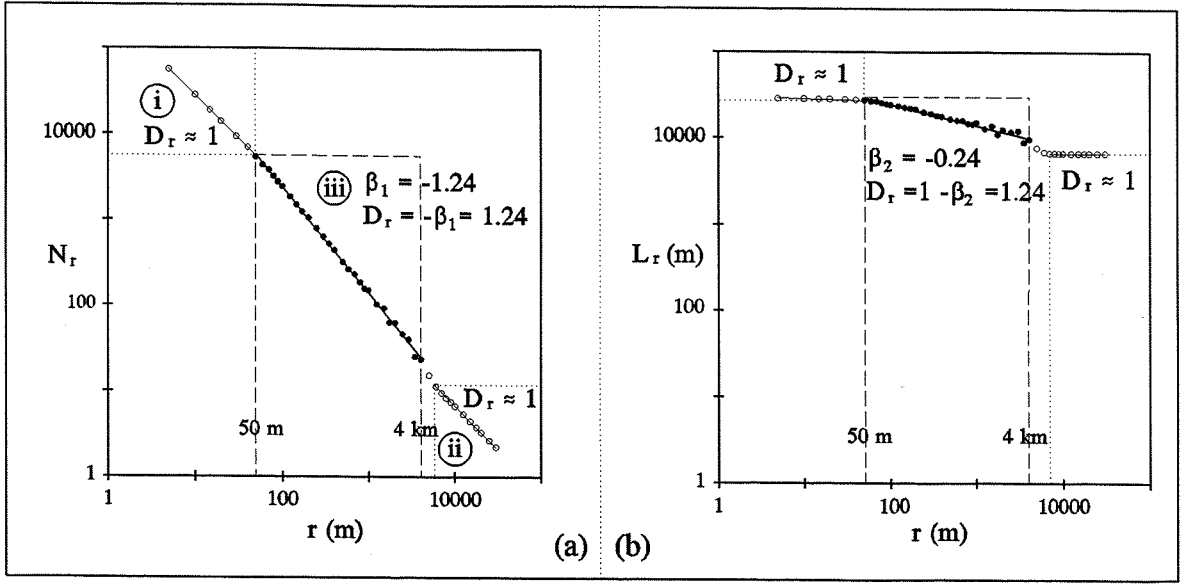 i
D r ≈ 1
10000
iii
β1 = -1.24
D r = -β1 = 1.24
N r
100
D r ≈ 1
50 m
4 km
ii
1
1
100
10000
r (m)
(a)
D r ≈ 1
10000
β2 = -0.24
D r =1 -β2 =1.24
D r ≈ 1
L r (m)
100
50 m
4 km
1
1
100
10000
r (m)
(b)